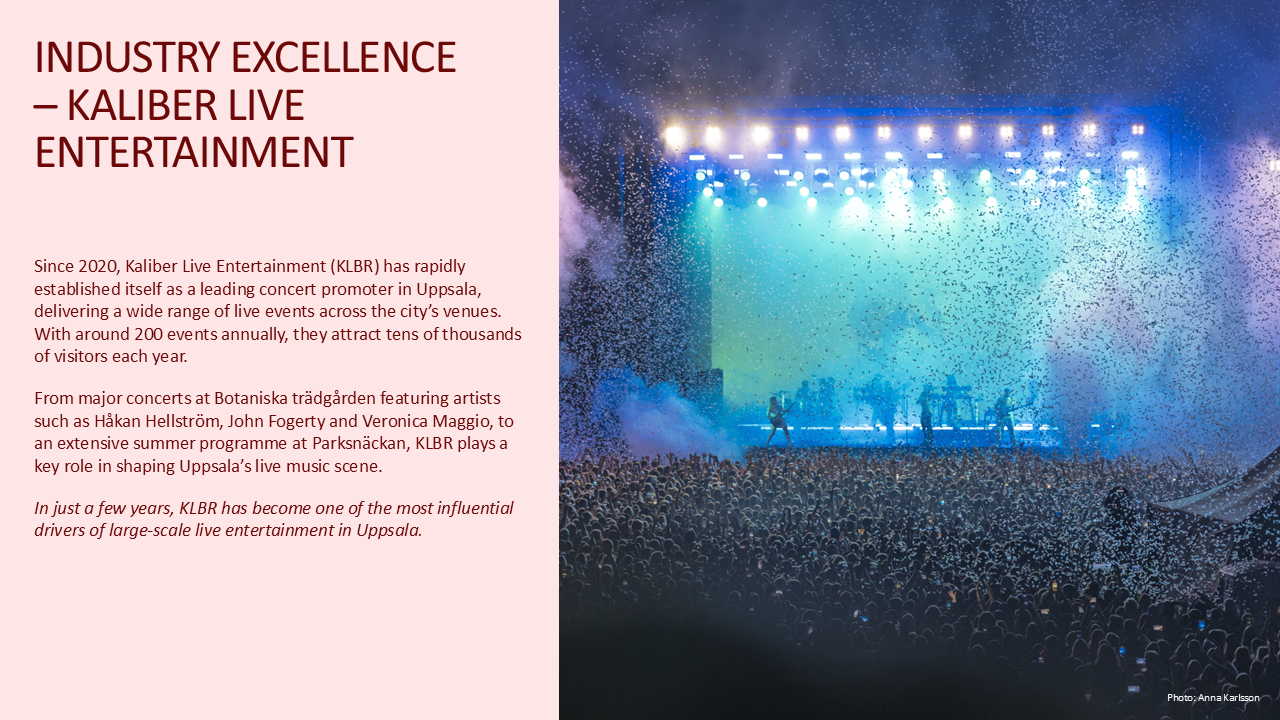 INDUSTRY EXCELLENCE
– KALIBER LIVE
ENTERTAINMENT
Since 2020, Kaliber Live Entertainment (KLBR) has rapidly
established itself as a leading concert promoter in Uppsala,
delivering a wide range of live events across the city’s venues.
With around 200 events annually, they attract tens of thousands
of visitors each year.
From major concerts at Botaniska trädgården featuring artists
such as Håkan Hellström, John Fogerty and Veronica Maggio, to
an extensive summer programme at Parksnäckan, KLBR plays a
key role in shaping Uppsala’s live music scene.
In just a few years, KLBR has become one of the most influential
drivers of large-scale live entertainment in Uppsala.
Photo: Anna Karlsson